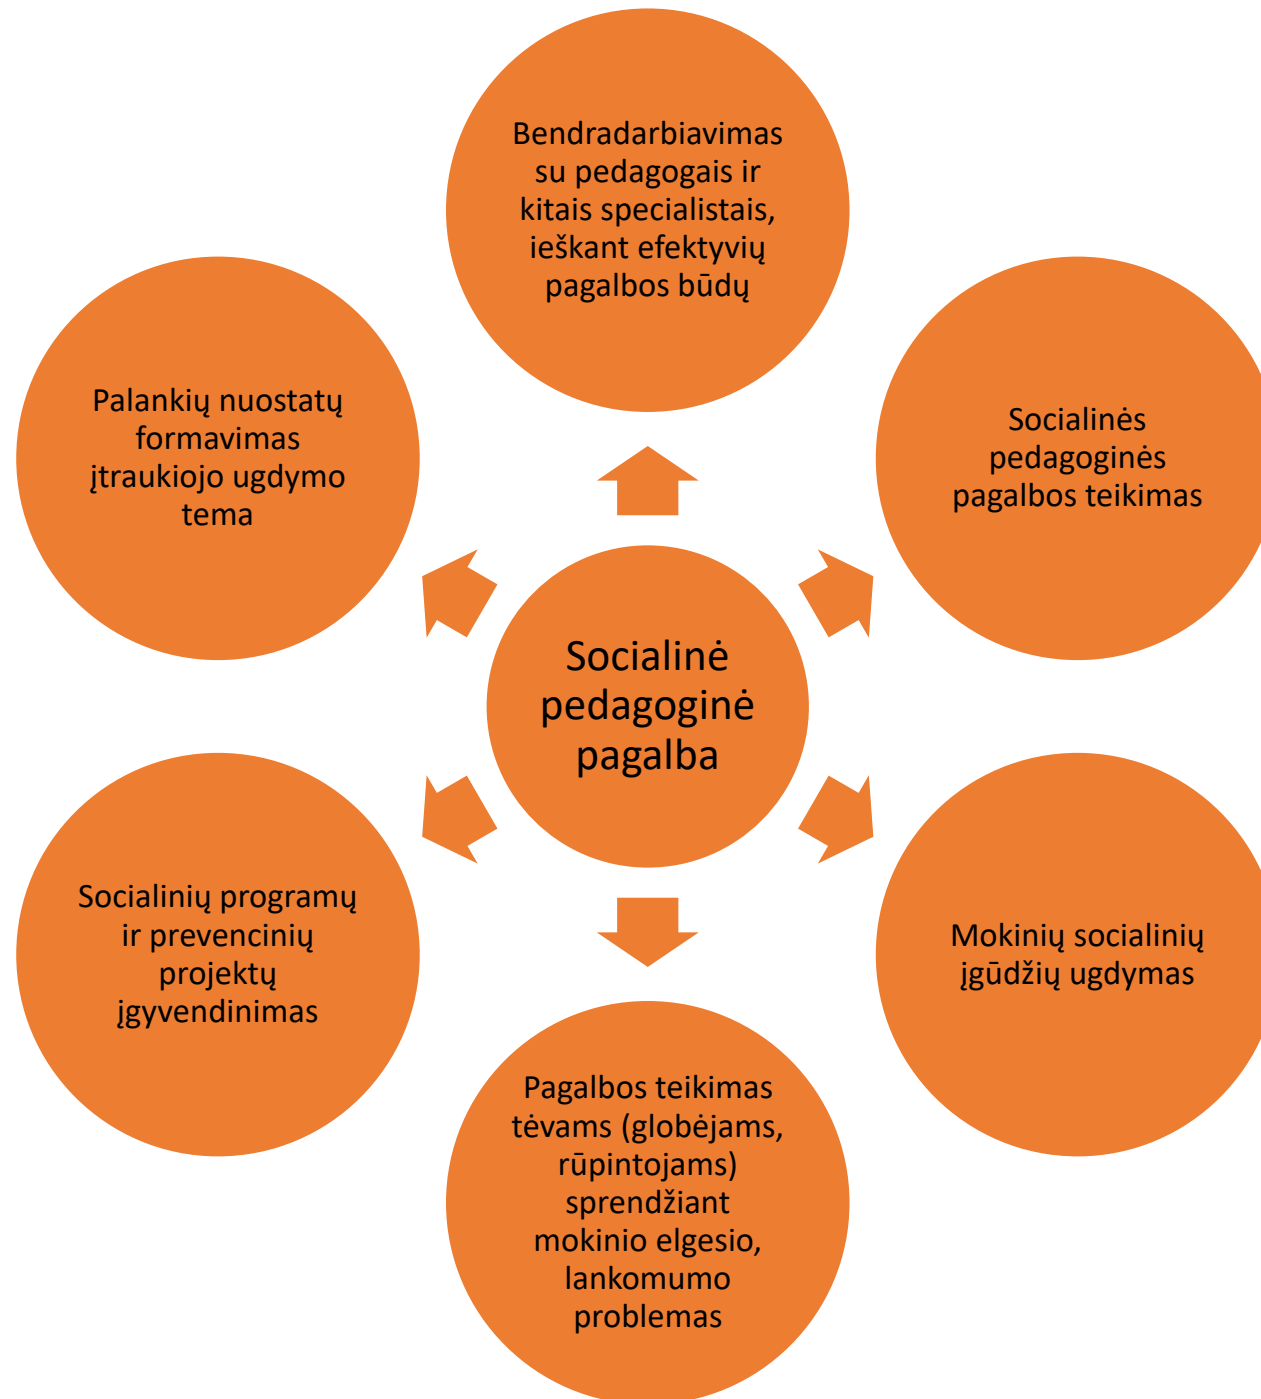 Bendradarbiavimas
su pedagogais ir
kitais specialistais,
ieškant efektyvių
pagalbos būdų
Socialinės
pedagoginės
pagalbos teikimas
Mokinių socialinių
įgūdžių ugdymas
Pagalbos teikimas
tėvams (globėjams,
rūpintojams)
sprendžiant
mokinio elgesio,
lankomumo
problemas
Socialinių programų
ir prevencinių
projektų
įgyvendinimas
Palankių nuostatų
formavimas
įtraukiojo ugdymo
tema
Socialinė
pedagoginė
pagalba